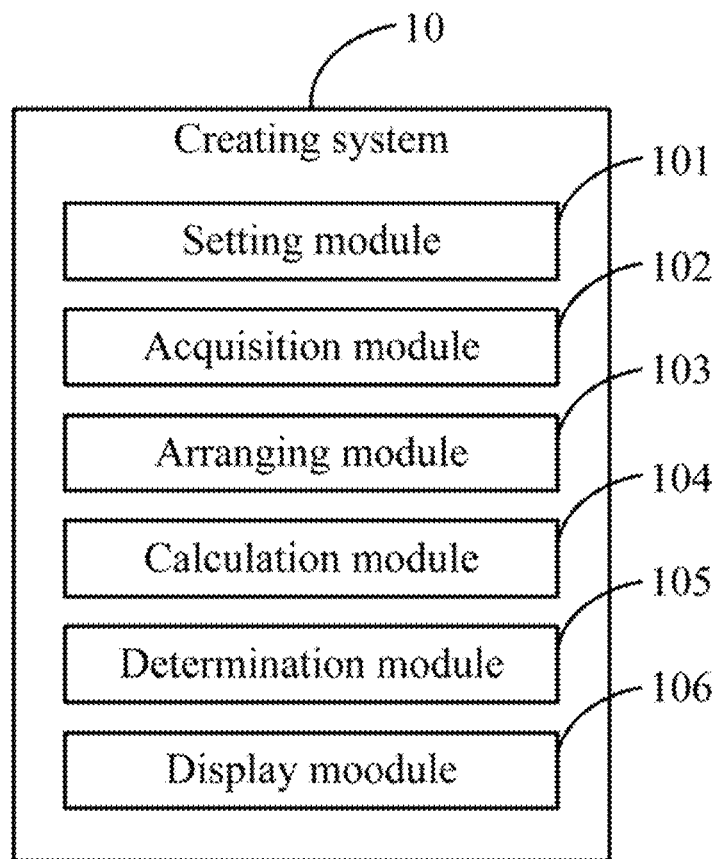 10
Creating system
101
Setting module
102
Acquisition module
103
Arranging module
104
Calculation module
105
Determination module
106
Display moodule